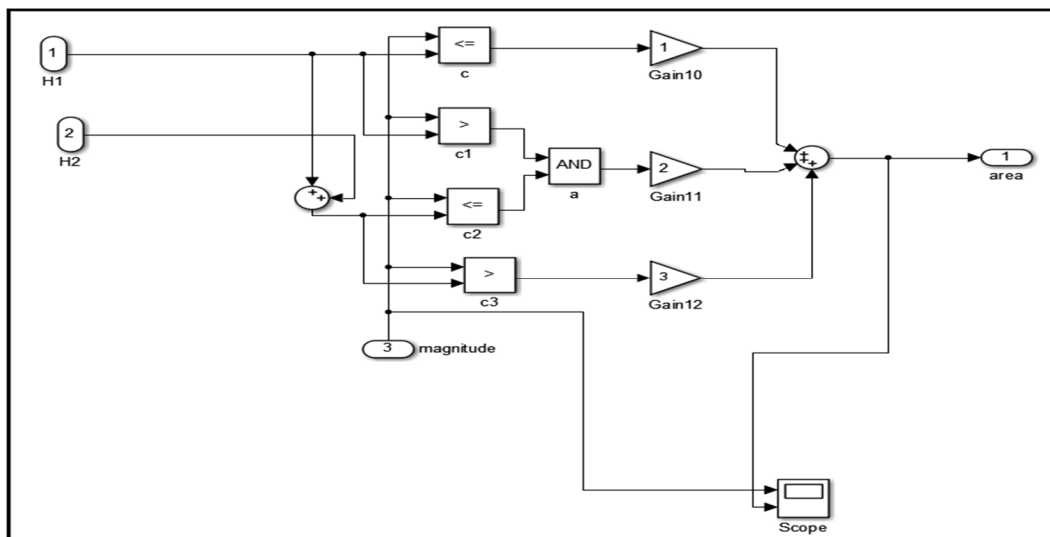 1
H1
2
H2
<=
c
>
c1
<=
c2
>
c3
AND
a
1
Gain10
2
Gain11
3
Gain12
+
+
+
+
+
1
area
3
magnitude
Scope